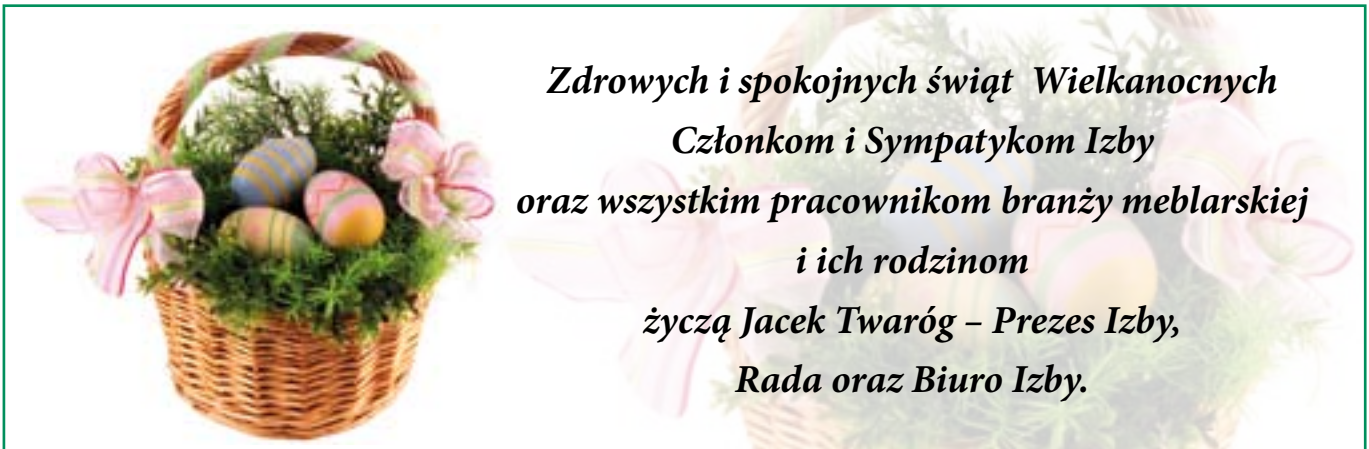 Zdrowych i spokojnych świąt  Wielkanocnych
Członkom i Sympatykom Izby
oraz wszystkim pracownikom branży meblarskiej
i ich rodzinom
życzą Jacek Twaróg – Prezes Izby,
Rada oraz Biuro Izby.